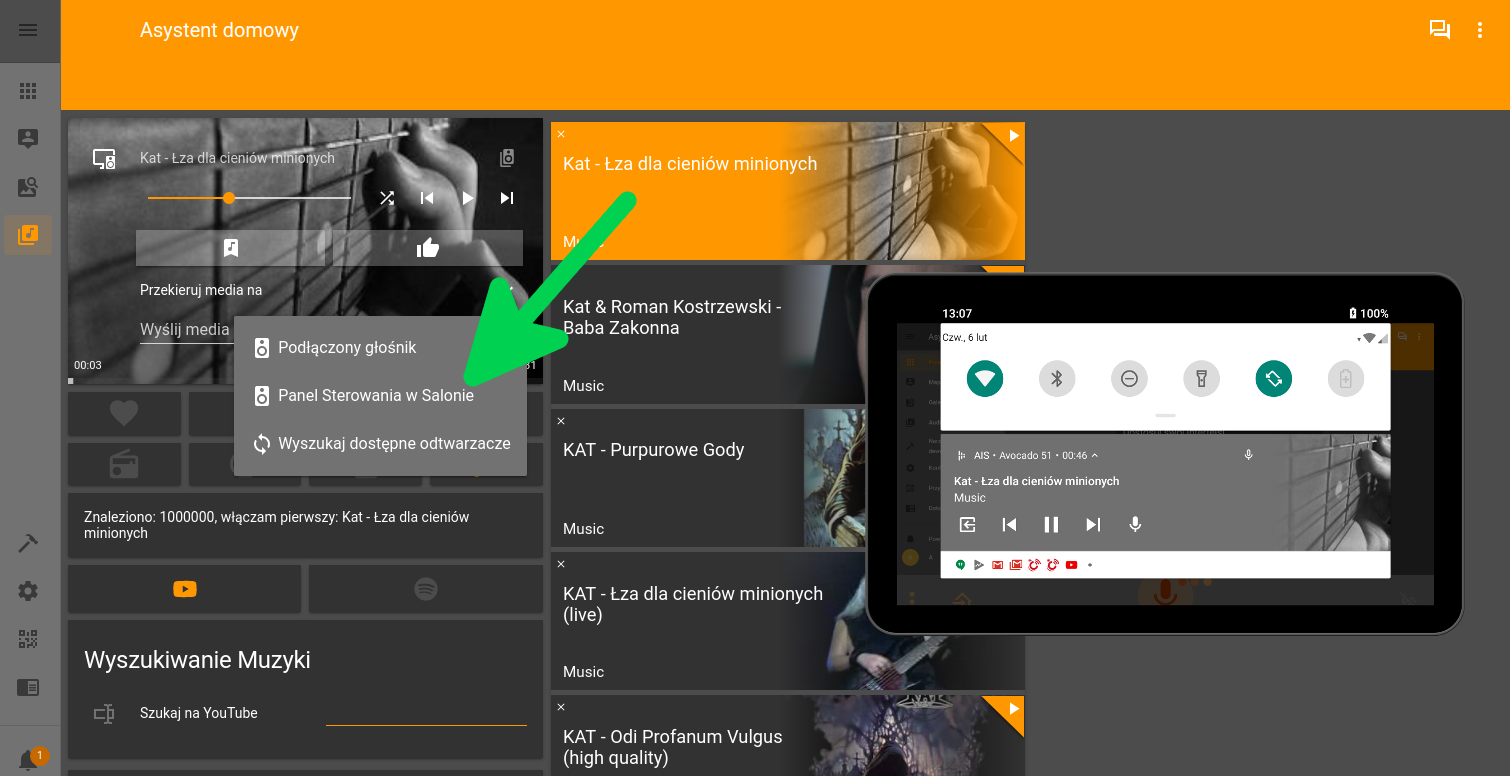 Asystent domowy
Kat - Łza dla cieniów minionych
Przekieruj media na
Wyślij media
00:03
Podłączony głośnik
Panel Sterowania w Salonie
Wyszukaj dostępne odtwarzacze
Znaleziono: 1000000, włączam pierwszy: Kat - Łza dla cieniów
minionych
Wyszukiwanie Muzyki
Szukaj na YouTube
1
Kat - Łza dla cieniów minionych
Kat & Roman Kostrzewski -
Baba Zakonna
Music
KAT - Purpurowe Gody
Music
KAT - Łza dla cieniów minionych
(live)
Music
KAT - Odi Profanum Vulgus
(high quality)
13:07
100%
Czw., 6 lut
AIS • Avocado 51 • 00:46
Kat - Łza dla cieniów minionych
Music